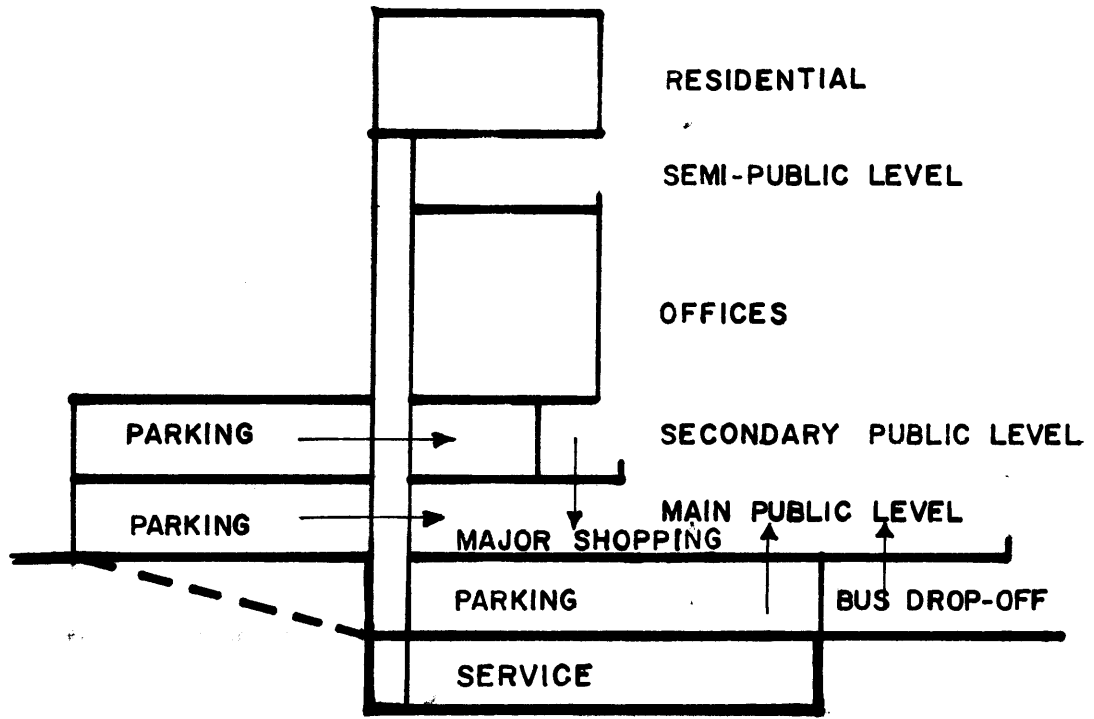 RESIDENTIAL
SEMI-PUBLIC LEVEL
OFFICES
PARKING
SECONDARY PUBLIC LEVEL
PARKING
MAIN PUBLIC LEVEL
MAJOR SHOPPING
PARKING
BUS DROP-OFF
SERVICE